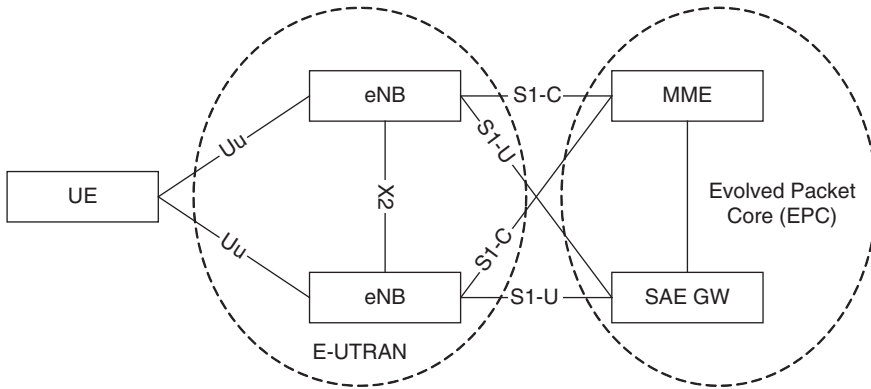 eNB
S1-C
MME
Uu
S1-U
UE
X2
Evolved Packet
Core (EPC)
Uu
S1-C
eNB
S1-U
SAE GW
E-UTRAN